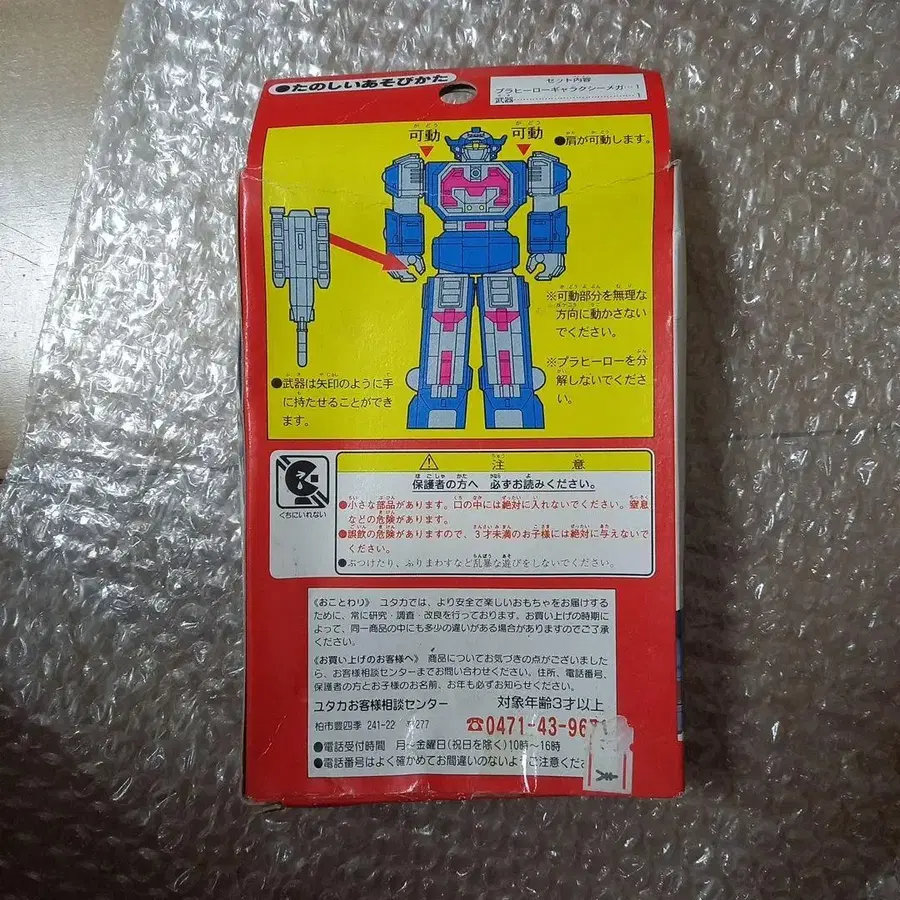 ●たのしいあそびかた
セット内容
プラヒーローギャラクシーメガ…1
武器…………………………1
可動
可動
●肩が可動します。
※可動部分を無理な
方向に動かさない
でください。
※プラヒーローを分
解しないでくださ
い。
●武器は矢印のように手
に持たせることができ
ます。
くちにいれない
注意
保護者の方へ 必ずお読みください。
●小さな部品があります。口の中には絶対に入れないでください。窒息
などの危険があります。
●誤飲の危険がありますので、3才未満のお子様には絶対に与えないで
ください。
●ぶつけたり、ふりまわすなど乱暴な遊びをしないでください。
《おことわり》 ユタカでは、より安全で楽しいおもちゃをお届けする
ために、常に研究・調査・改良を行っております。お買い上げの時期に
よって、同一商品の中にも多少の違いがある場合がありますのでご了承
ください。
《お買い上げのお客様へ》 商品についてお気づきの点がございました
ら、お客様相談センターまでお問い合わせください。住所、電話番号、
保護者の方とお子様のお名前、お年も必ずお知らせください。
ユタカお客様相談センター 対象年齢3才以上
柏市豊四季 241-22 〒277 ☎0471-43-96
●電話受付時間 月～金曜日(祝日を除く)10時～16時
●電話番号はよく確かめてお間違いのないようご注意くだ